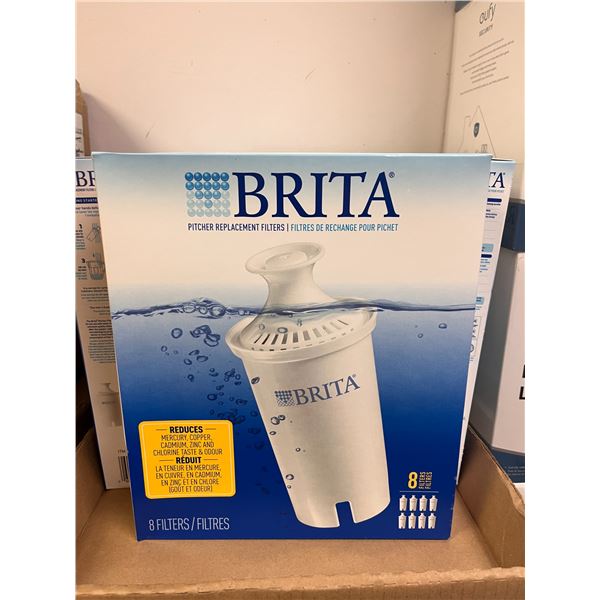 eufy
SECURITY
BRITA®
PITCHER REPLACEMENT FILTERS | FILTRES DE RECHANGE POUR PICHET
BRITA
REDUCES
MERCURY, COPPER,
CADMIUM, ZINC AND
CHLORINE TASTE & ODOUR
RÉDUIT
LA TENEUR EN MERCURE,
EN CUIVRE, EN CADMIUM,
EN ZINC ET EN CHLORE
(GOÛT ET ODEUR)
8 FILTERS/FILTRES
8